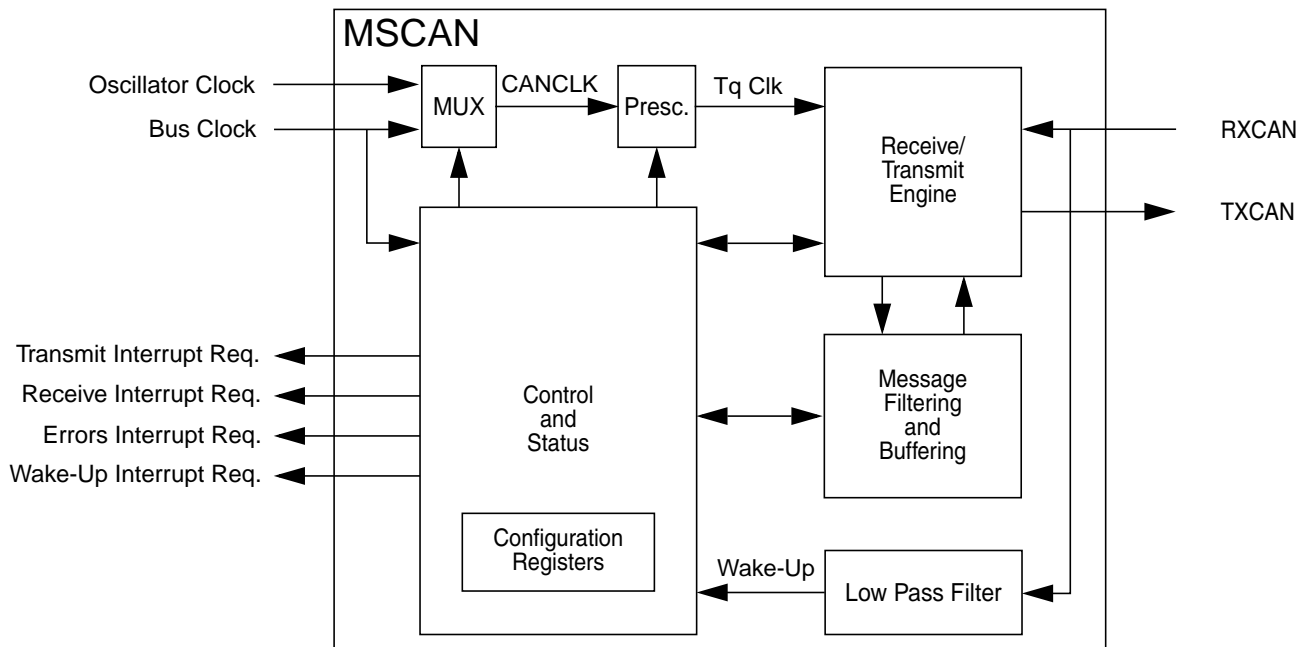 MSCAN
Oscillator Clock
Bus Clock
MUX
CANCLK
Presc.
Tq Clk
Receive/
Transmit
Engine
RXCAN
TXCAN
Transmit Interrupt Req.
Receive Interrupt Req.
Errors Interrupt Req.
Wake-Up Interrupt Req.
Control
and
Status
Message
Filtering
and
Buffering
Configuration
Registers
Wake-Up
Low Pass Filter